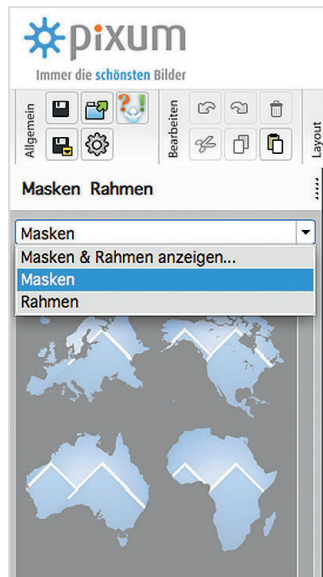 pixum
Immer die schönsten Bilder
Allgemein
Bearbeiten
Layout
Masken Rahmen
Masken
Masken & Rahmen anzeigen...
Masken
Rahmen